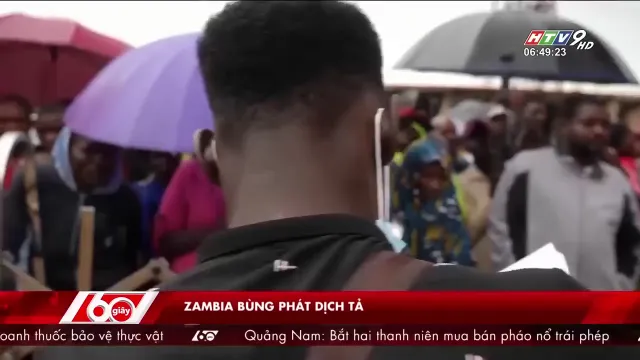 HTV9 HD
06:49:23
60 giây
ZAMBIA BÙNG PHÁT DỊCH TẢ
oanh thuốc bảo vệ thực vật 60 Quảng Nam: Bắt hai thanh niên mua bán pháo nổ trái phép